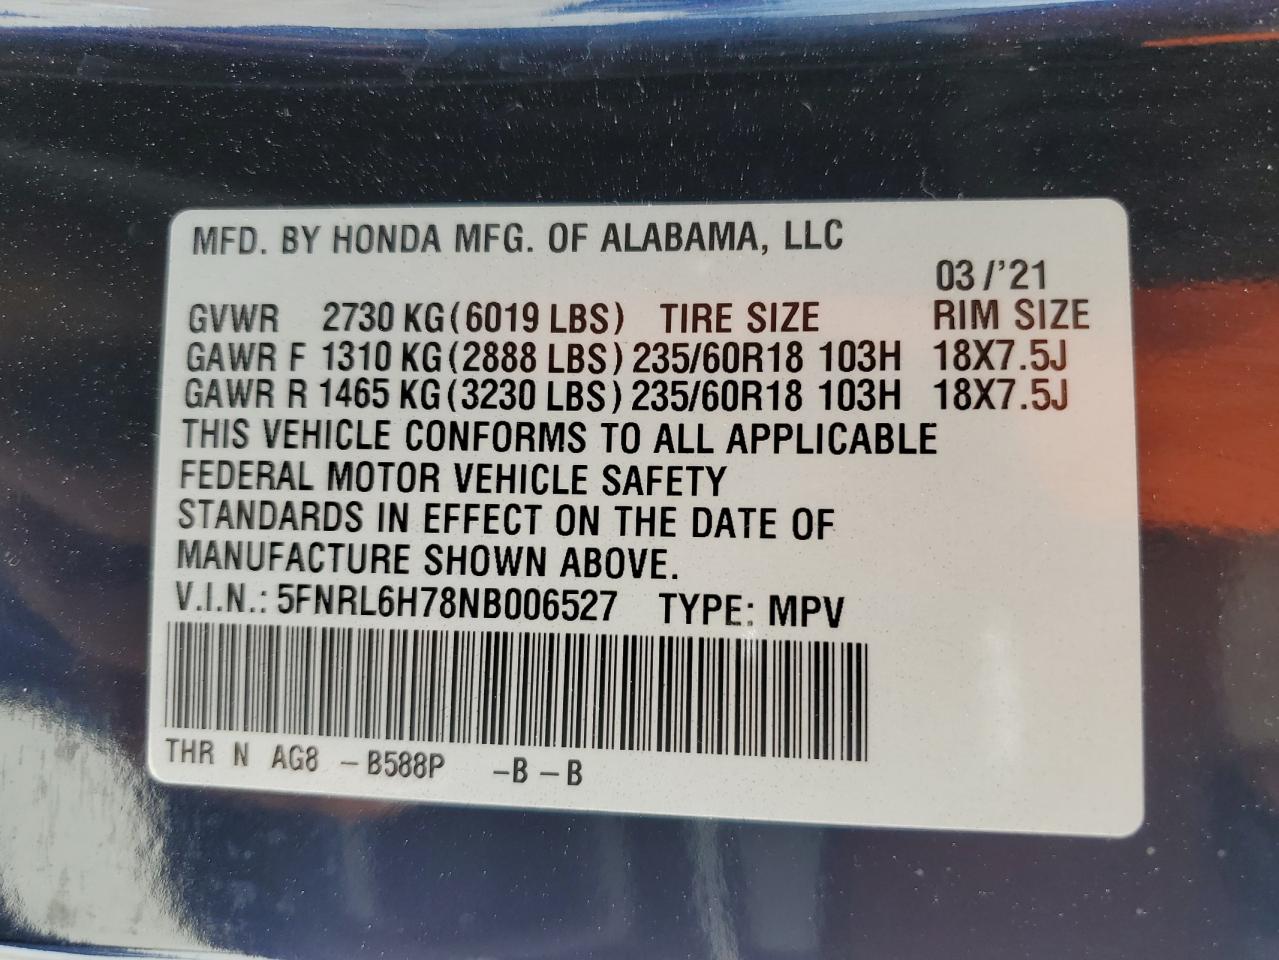 MFD. BY HONDA MFG. OF ALABAMA, LLC
03/'21
GVWR 2730 KG(6019 LBS) TIRE SIZE RIM SIZE
GAWR F 1310 KG(2888 LBS) 235/60R18 103H 18X7.5J
GAWR R 1465 KG(3230 LBS) 235/60R18 103H 18X7.5J
THIS VEHICLE CONFORMS TO ALL APPLICABLE
FEDERAL MOTOR VEHICLE SAFETY
STANDARDS IN EFFECT ON THE DATE OF
MANUFACTURE SHOWN ABOVE.
V.I.N.: 5FNRL6H78NB006527 TYPE: MPV
THR N AG8 -B588P -B-B